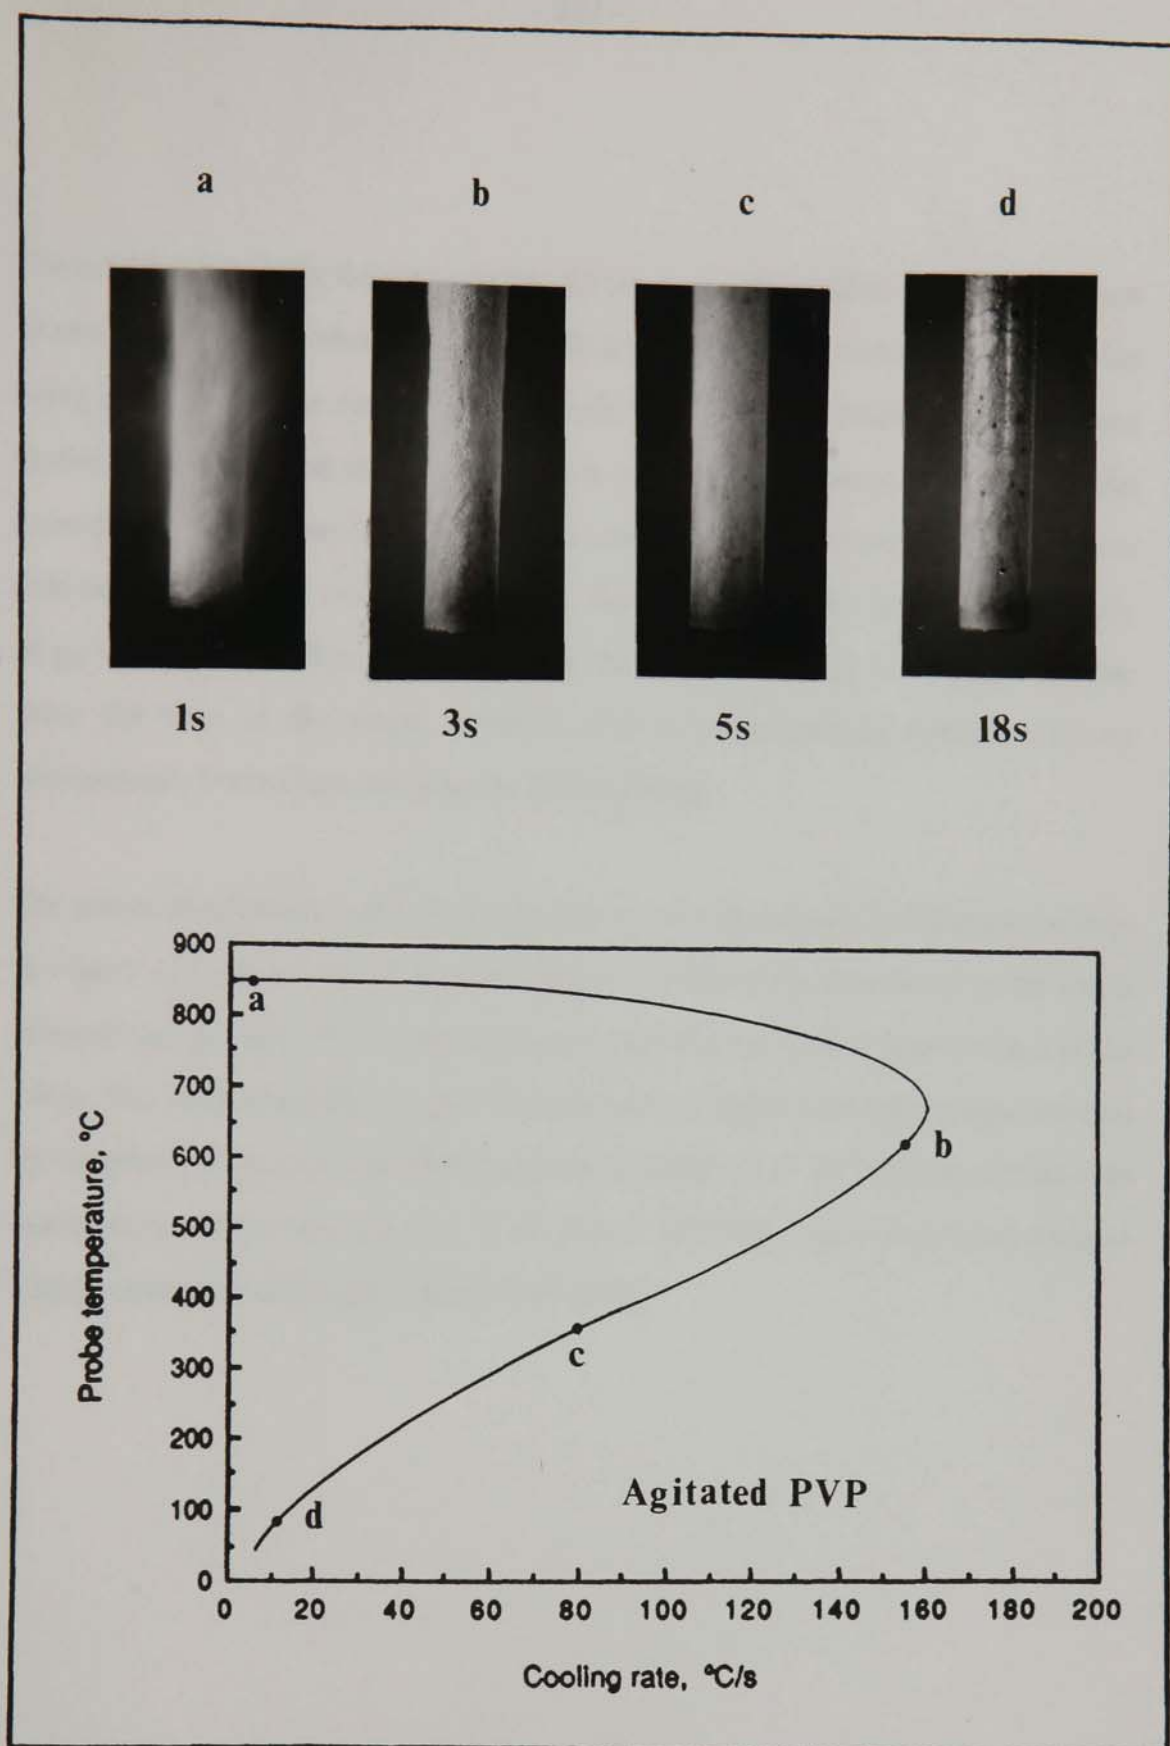 a b c d
1s 3s 5s 18s
900
800
700
600
500
400
300
200
100
0
Probe temperature, °C
a
b
c
d
Agitated PVP
0 20 40 60 80 100 120 140 160 180 200
Cooling rate, °C/s